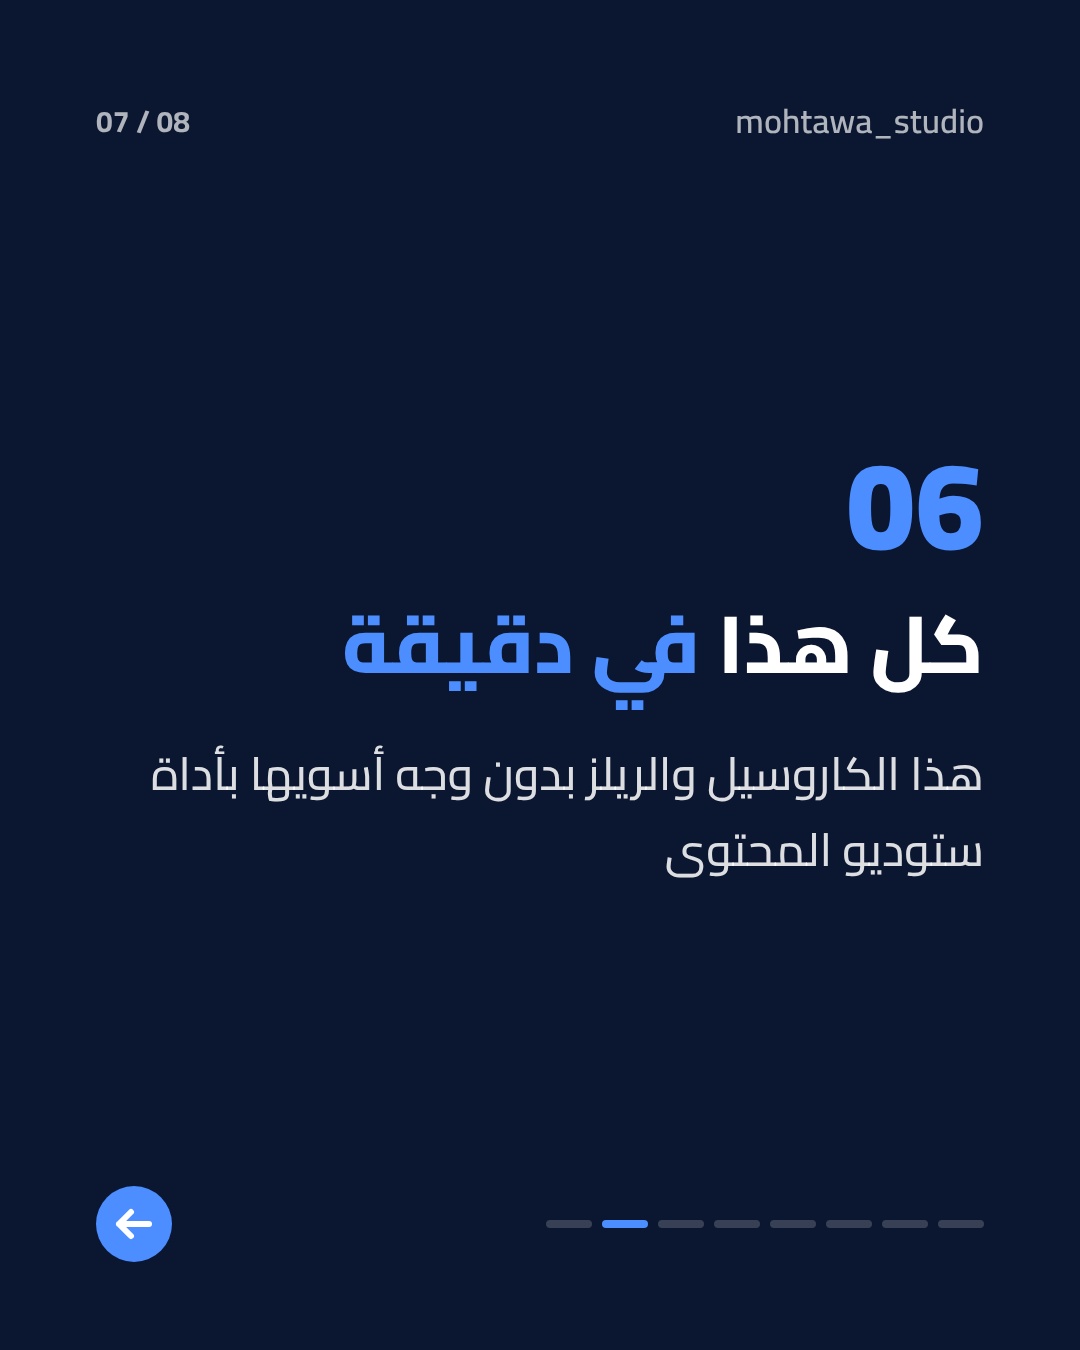 mohtawa_studio
07 / 08
06
كل هذا في دقيقة
هذا الكاروسيل والريلز بدون وجه أسويها بأداة
ستوديو المحتوى